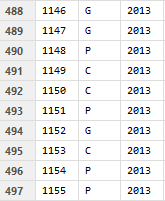 488 1146 G 2013
489 1147 G 2013
490 1148 P 2013
491 1149 C 2013
492 1150 C 2013
493 1151 P 2013
494 1152 G 2013
495 1153 C 2013
496 1154 P 2013
497 1155 P 2013